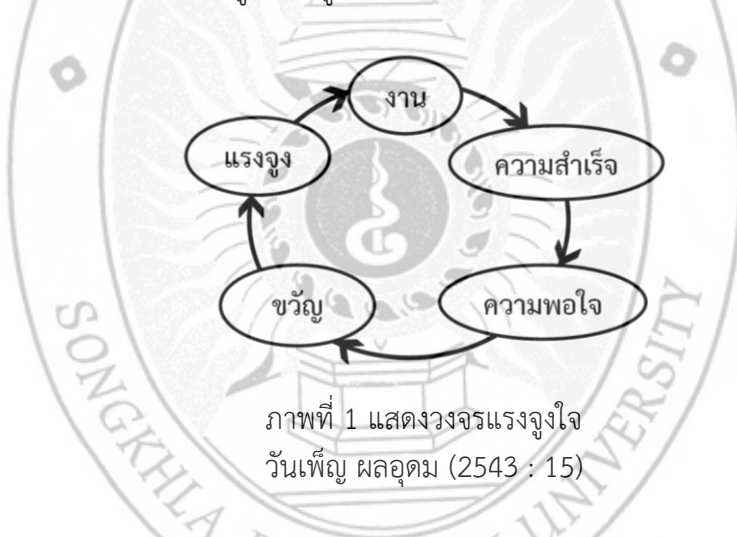 งาน
ความสำเร็จ
ความพอใจ
ขวัญ
แรงจูง
ภาพที่ 1 แสดงวงจรแรงจูงใจ
วันเพ็ญ ผลอุดม (2543 : 15)
SONGKHLA
UNIVERSITY